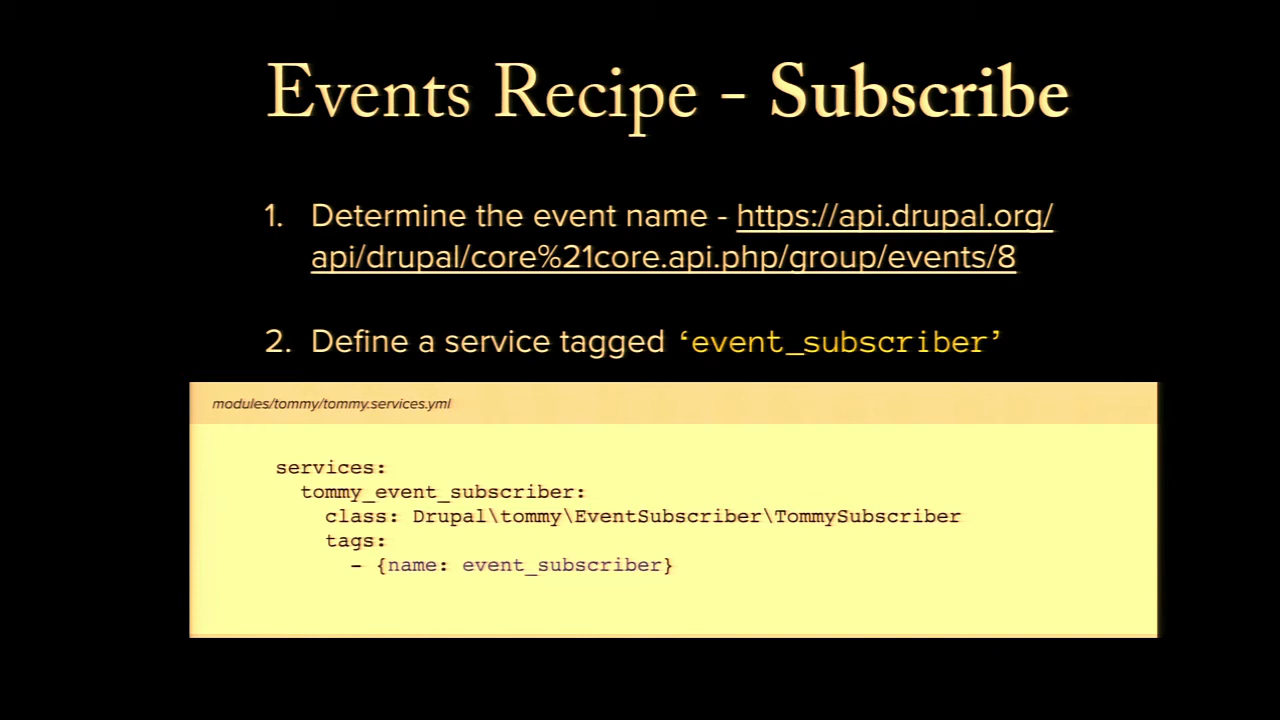 Events Recipe - Subscribe
1. Determine the event name - https://api.drupal.org/
api/drupal/core%21core.api.php/group/events/8
2. Define a service tagged ‘event_subscriber’
modules/tommy/tommy.services.yml
services:
  tommy_event_subscriber:
    class: Drupal\tommy\EventSubscriber\TommySubscriber
    tags:
      - {name: event_subscriber}